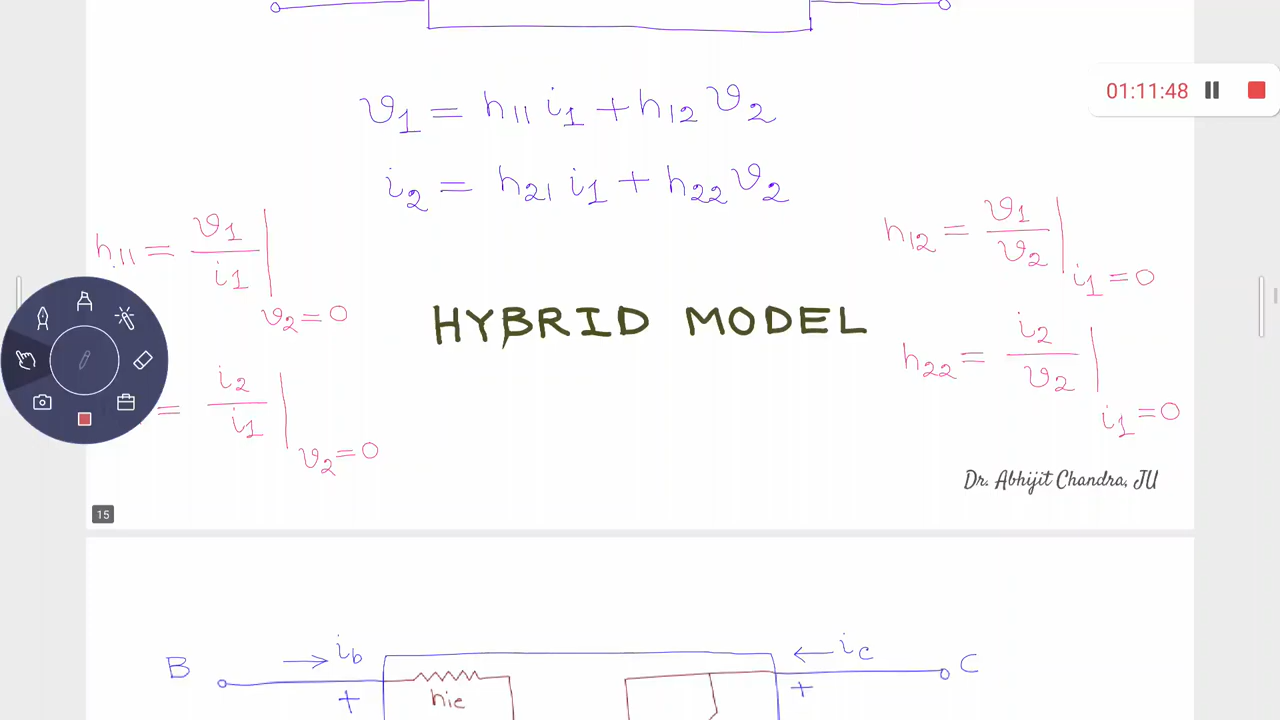 01:11:48
v1 = h11 i1 + h12 v2
i2 = h21 i1 + h22 v2
h11 = v1 / i1 | v2 = 0
h12 = v1 / v2 | i1 = 0
HYBRID MODEL
= i2 / i1 | v2 = 0
h22 = i2 / v2 | i1 = 0
Dr. Abhijit Chandra, JU
15
B → ib ← ic C
+ hie +